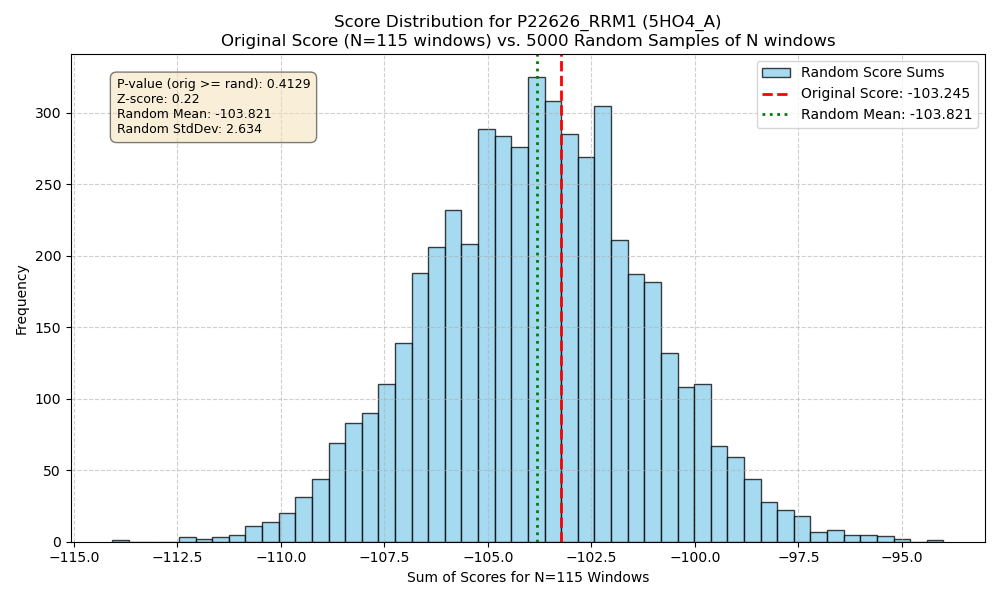 Score Distribution for P22626_RRM1 (5HO4_A)
Original Score (N=115 windows) vs. 5000 Random Samples of N windows
P-value (orig >= rand): 0.4129
Z-score: 0.22
Random Mean: -103.821
Random StdDev: 2.634
Random Score Sums
Original Score: -103.245
Random Mean: -103.821
Frequency
300
250
200
150
100
50
0
−115.0 −112.5 −110.0 −107.5 −105.0 −102.5 −100.0 −97.5 −95.0
Sum of Scores for N=115 Windows